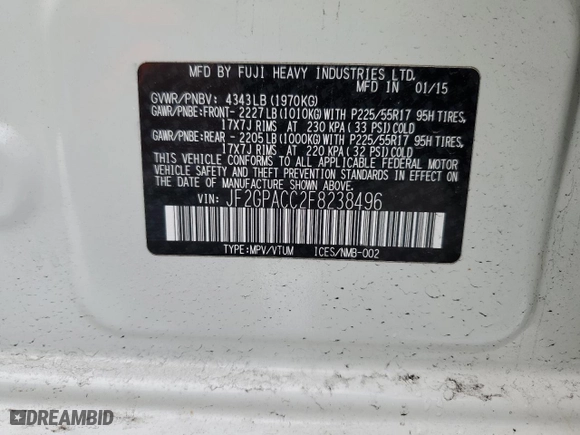 MFD BY FUJI HEAVY INDUSTRIES LTD.
MFD IN 01/15
GVWR/PNBV: 4343LB(1970KG)
GAWR/PNBE:FRONT- 2227LB(1010KG)WITH P225/55R17 95H TIRES,
17X7J RIMS AT 230 KPA(33 PSI)COLD
GAWR/PNBE:REAR - 2205LB(1000KG)WITH P225/55R17 95H TIRES,
17X7J RIMS AT 220 KPA(32 PSI)COLD
THIS VEHICLE CONFORMS TO ALL APPLICABLE FEDERAL MOTOR
VEHICLE SAFETY AND THEFT PREVENTION STANDARDS
IN EFFECT ON THE DATE OF MANUFACTURE SHOWN ABOVE.
VIN: JF2GPACC2F8238496
TYPE:MPV/VTUM ICES/NMB-002
DREAMBID